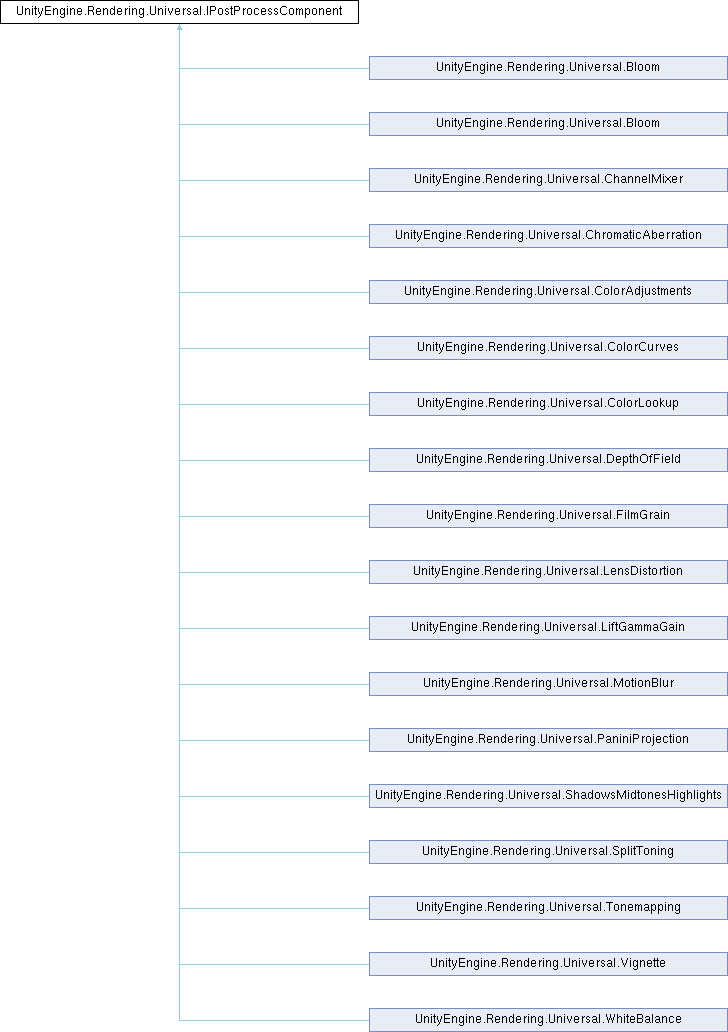 UnityEngine.Rendering.Universal.IPostProcessComponent
UnityEngine.Rendering.Universal.Bloom
UnityEngine.Rendering.Universal.Bloom
UnityEngine.Rendering.Universal.ChannelMixer
UnityEngine.Rendering.Universal.ChromaticAberration
UnityEngine.Rendering.Universal.ColorAdjustments
UnityEngine.Rendering.Universal.ColorCurves
UnityEngine.Rendering.Universal.ColorLookup
UnityEngine.Rendering.Universal.DepthOfField
UnityEngine.Rendering.Universal.FilmGrain
UnityEngine.Rendering.Universal.LensDistortion
UnityEngine.Rendering.Universal.LiftGammaGain
UnityEngine.Rendering.Universal.MotionBlur
UnityEngine.Rendering.Universal.PaniniProjection
UnityEngine.Rendering.Universal.ShadowsMidtonesHighlights
UnityEngine.Rendering.Universal.SplitToning
UnityEngine.Rendering.Universal.Tonemapping
UnityEngine.Rendering.Universal.Vignette
UnityEngine.Rendering.Universal.WhiteBalance